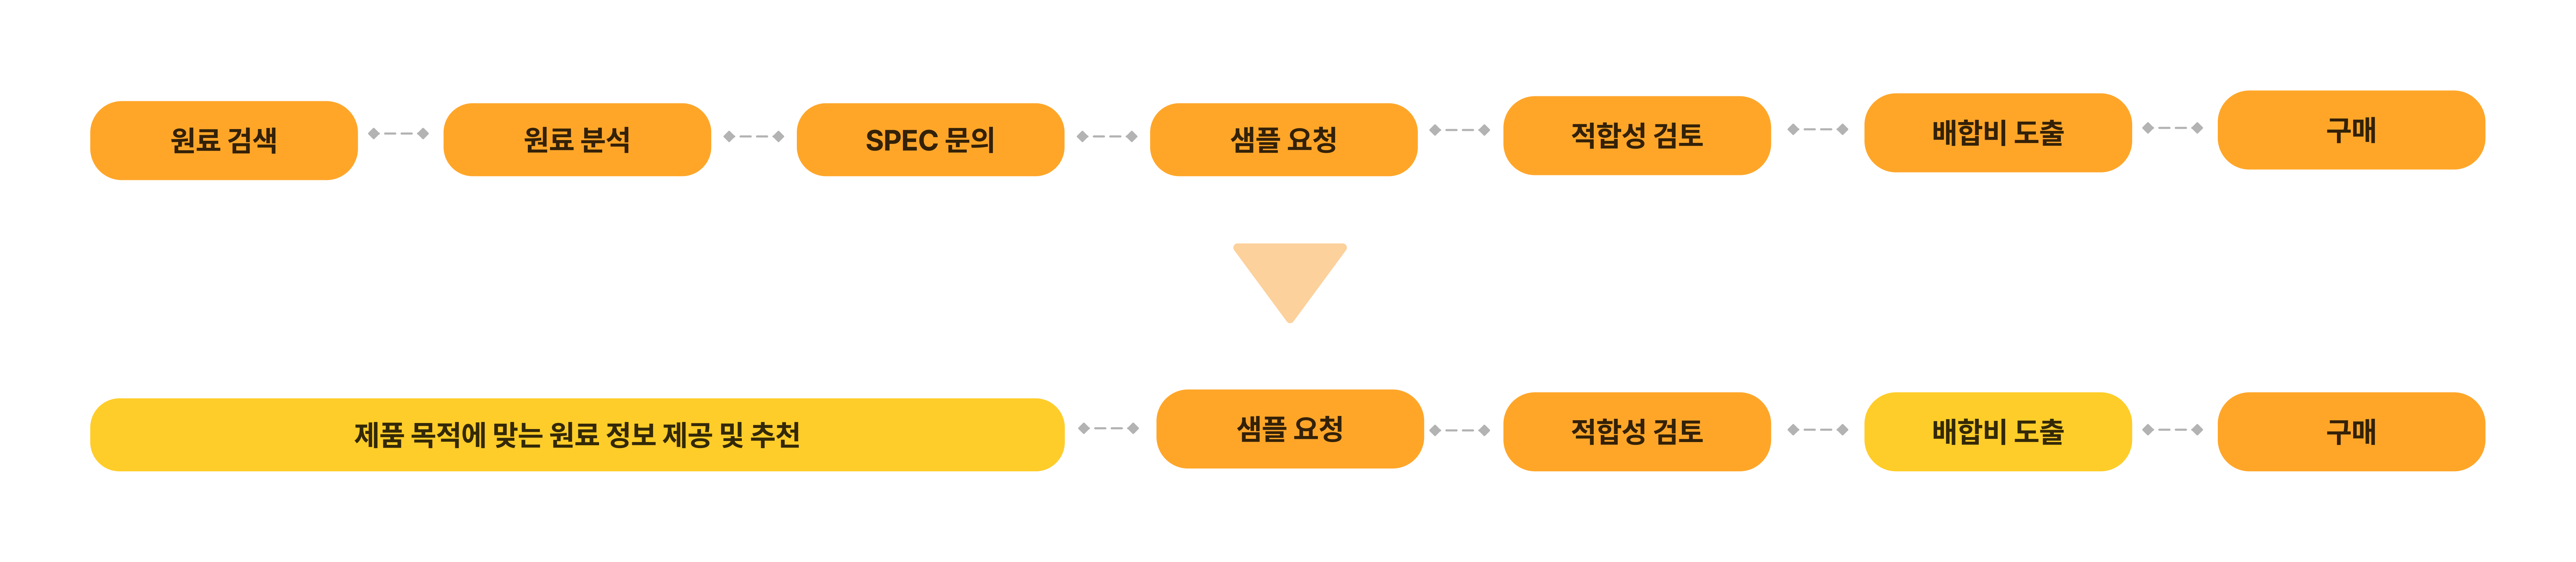 원료 검색
원료 분석
SPEC 문의
샘플 요청
적합성 검토
배합비 도출
구매
제품 목적에 맞는 원료 정보 제공 및 추천
샘플 요청
적합성 검토
배합비 도출
구매